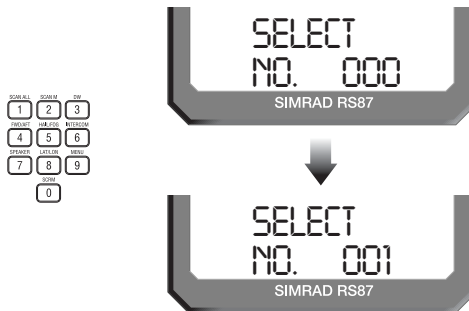 SELECT
NO. 000
SIMRAD RS87
SCAN ALL SCAN M DW
1 2 3
FWD/AFT HAIL/FOG INTERCOM
4 5 6
SPEAKER LAT/LON MENU
7 8 9
SCRM
0
SELECT
NO. 001
SIMRAD RS87